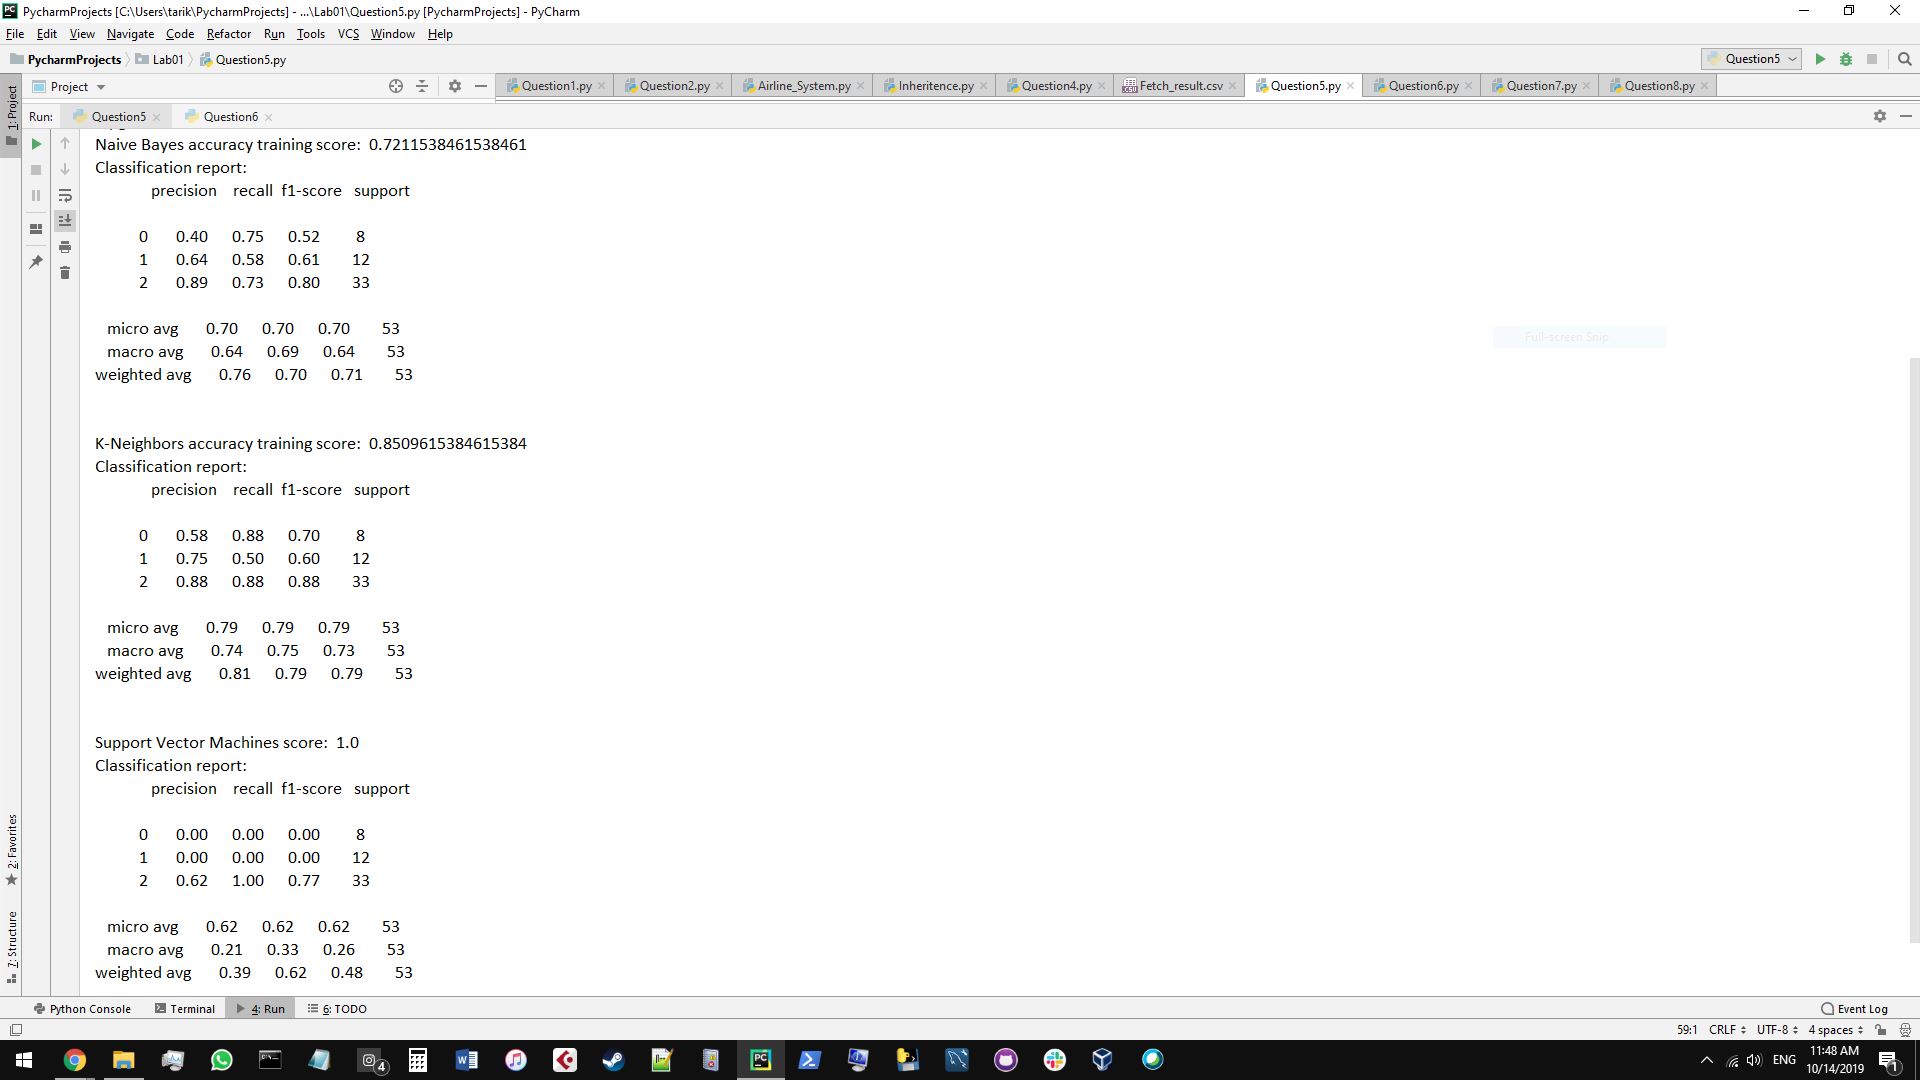 PycharmProjects [C:\Users\tarik\PycharmProjects] - ...\Lab01\Question5.py [PycharmProjects] - PyCharm
File Edit View Navigate Code Refactor Run Tools VCS Window Help
PycharmProjects Lab01 Question5.py Question5
Project Question1.py Question2.py Airline_System.py Inheritence.py Question4.py Fetch_result.csv Question5.py Question6.py Question7.py Question8.py
1: Project
Run: Question5 Question6
Naive Bayes accuracy training score: 0.7211538461538461
Classification report:
precision recall f1-score support
0 0.40 0.75 0.52 8
1 0.64 0.58 0.61 12
2 0.89 0.73 0.80 33
micro avg 0.70 0.70 0.70 53
Full-screen Snip
macro avg 0.64 0.69 0.64 53
weighted avg 0.76 0.70 0.71 53
K-Neighbors accuracy training score: 0.8509615384615384
Classification report:
precision recall f1-score support
0 0.58 0.88 0.70 8
1 0.75 0.50 0.60 12
2 0.88 0.88 0.88 33
micro avg 0.79 0.79 0.79 53
macro avg 0.74 0.75 0.73 53
weighted avg 0.81 0.79 0.79 53
Support Vector Machines score: 1.0
Classification report:
precision recall f1-score support
0 0.00 0.00 0.00 8
1 0.00 0.00 0.00 12
2 0.62 1.00 0.77 33
micro avg 0.62 0.62 0.62 53
macro avg 0.21 0.33 0.26 53
weighted avg 0.39 0.62 0.48 53
2: Favorites
7: Structure
Python Console Terminal 4: Run 6: TODO Event Log
59:1 CRLF UTF-8 4 spaces
ENG 11:48 AM
10/14/2019